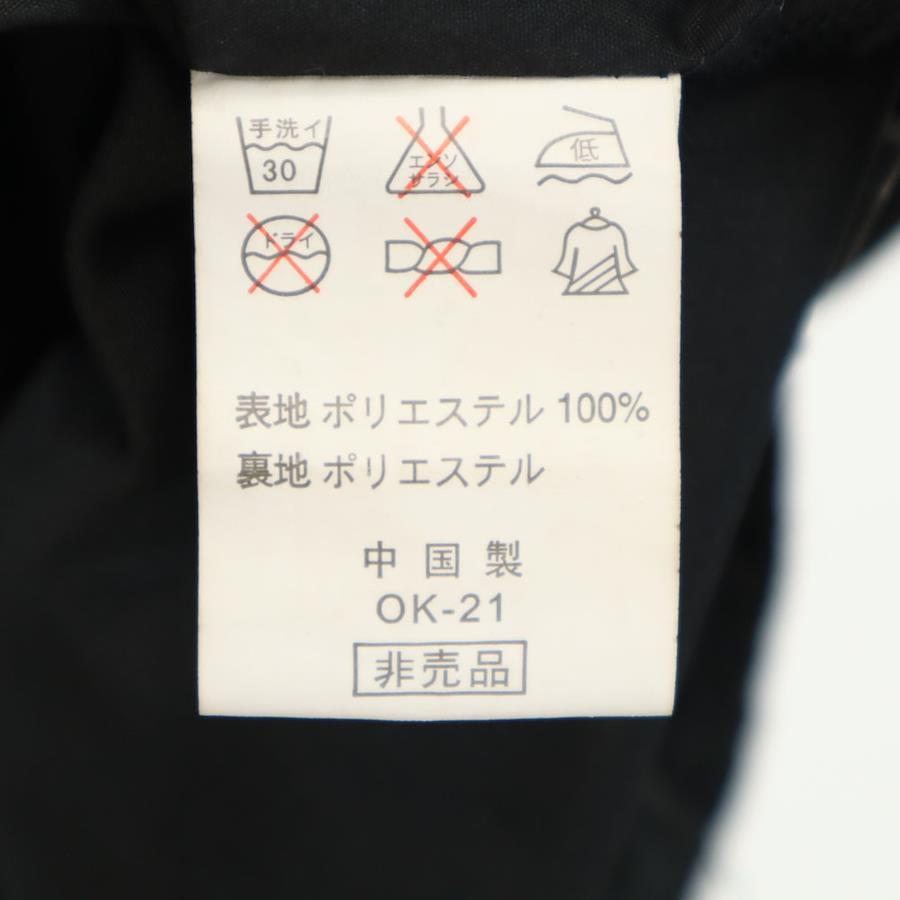 手洗イ
30
エンソ
サラシ
低
ドライ
表地 ポリエステル 100%
裏地 ポリエステル
中国製
OK-21
非売品